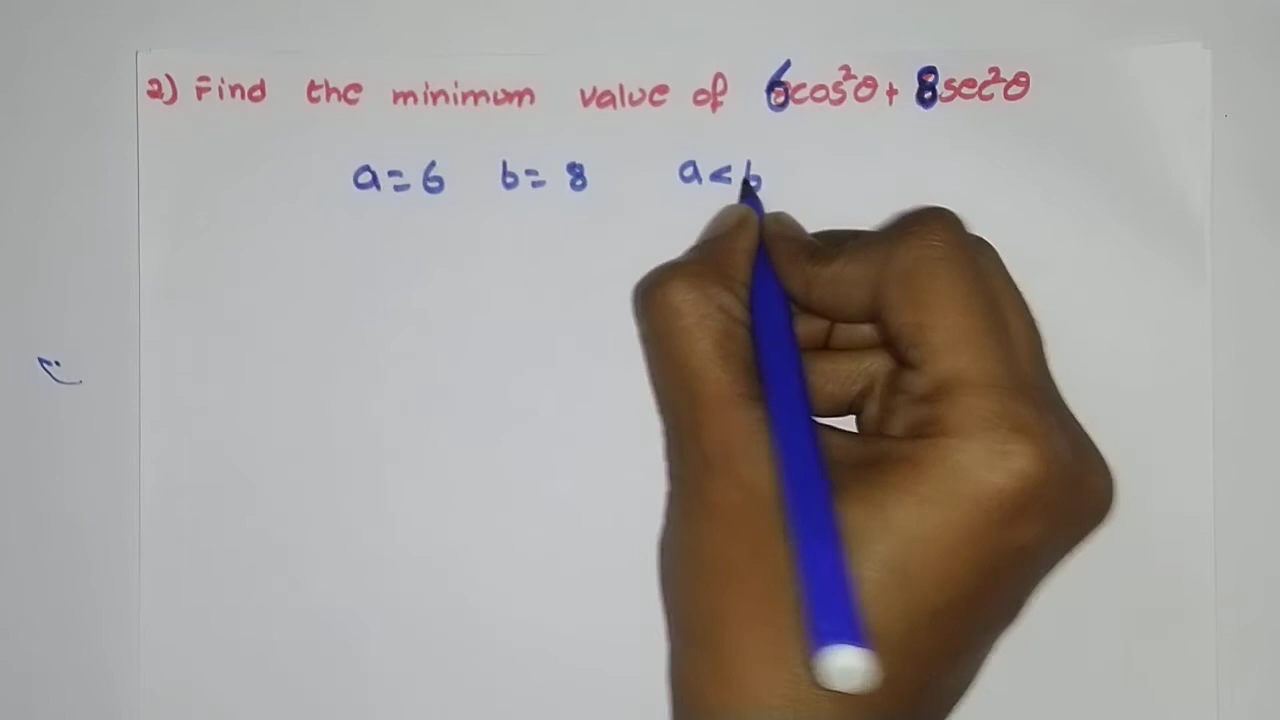 2) Find the minimum value of 6cos²θ + 8sec²θ
a = 6 b = 8 a < b